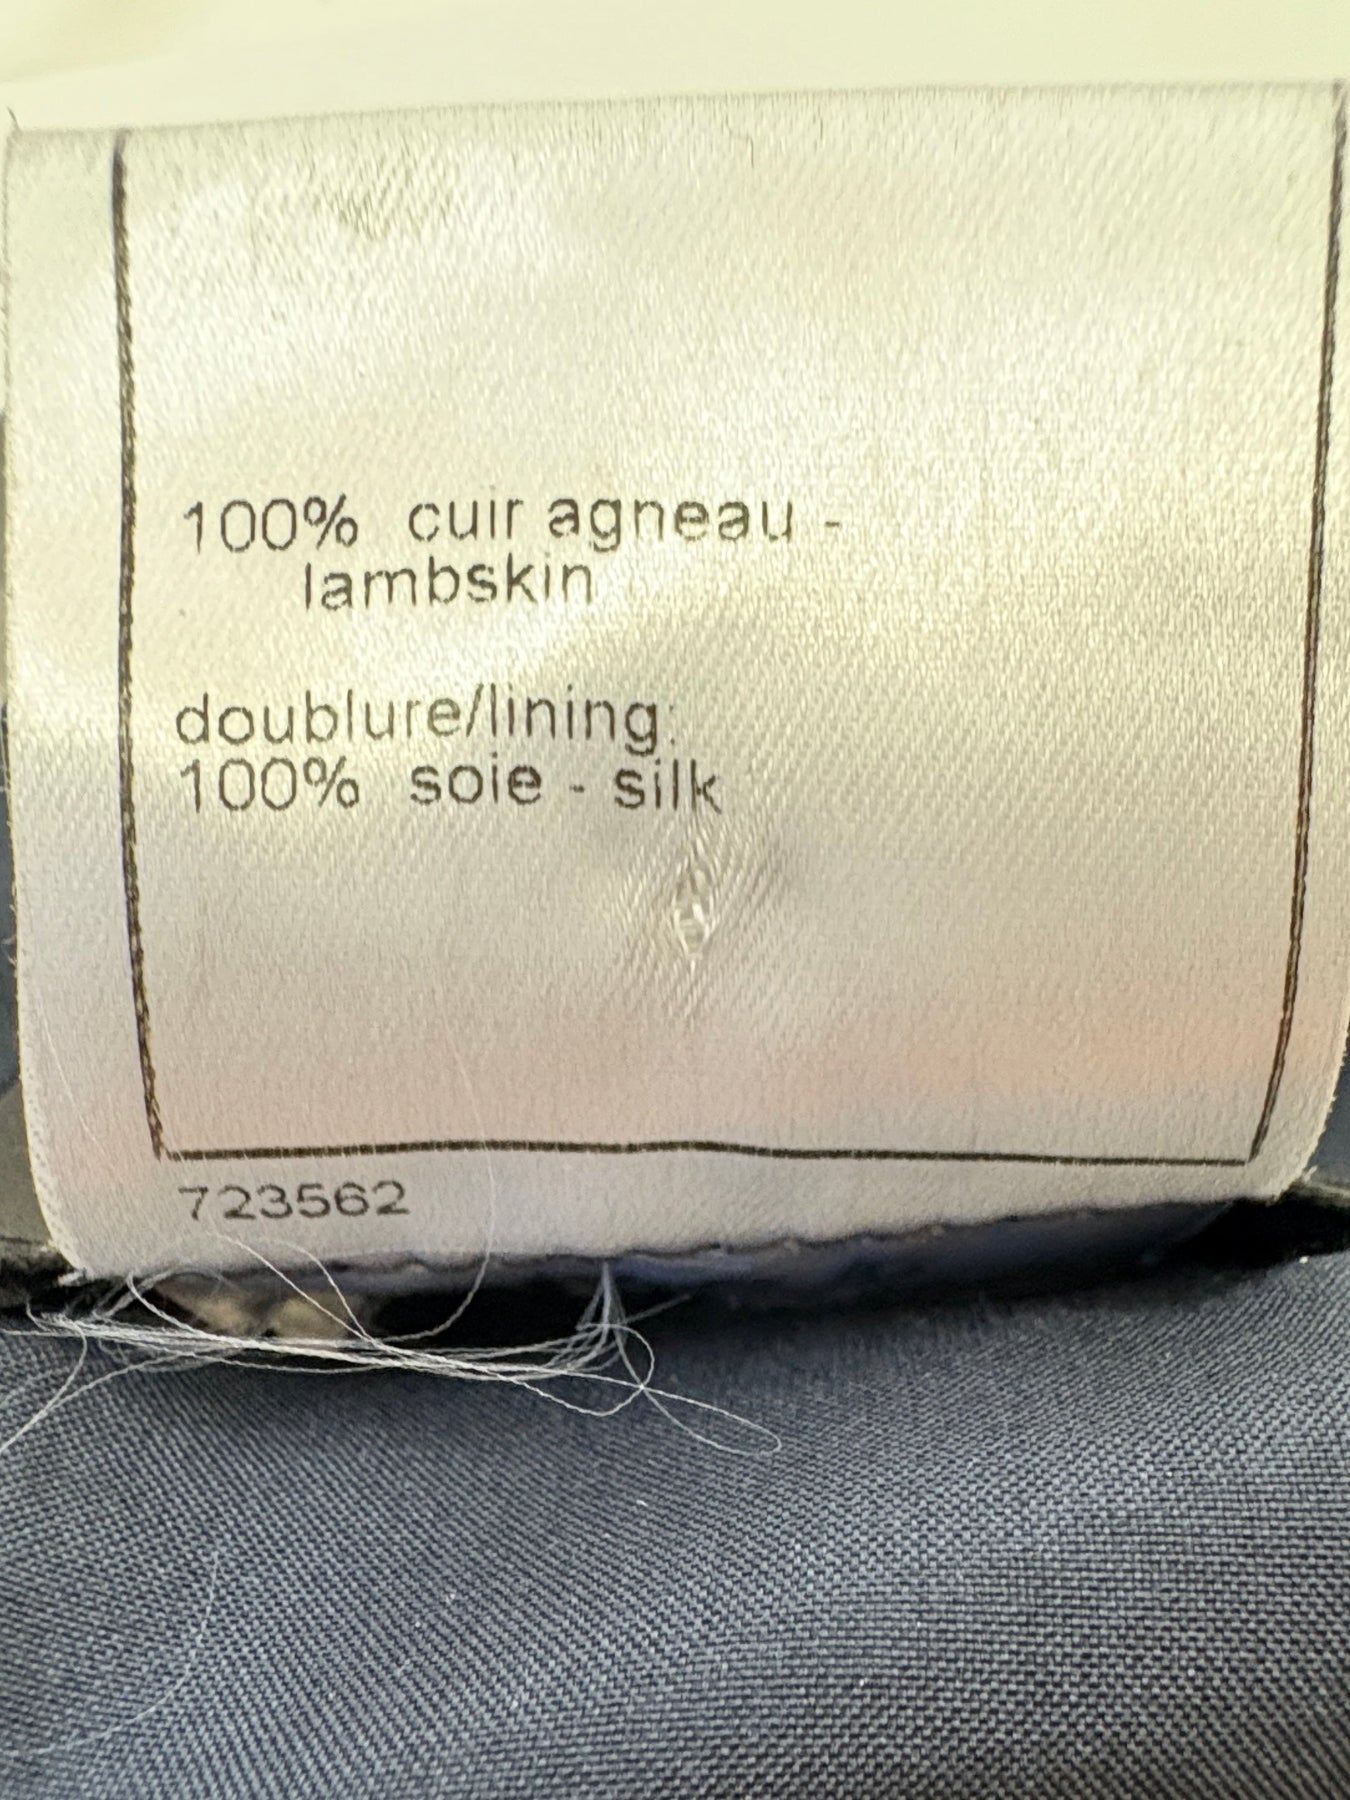 100% cuir agneau -
lambskin
doublure/lining:
100% soie - silk
723562